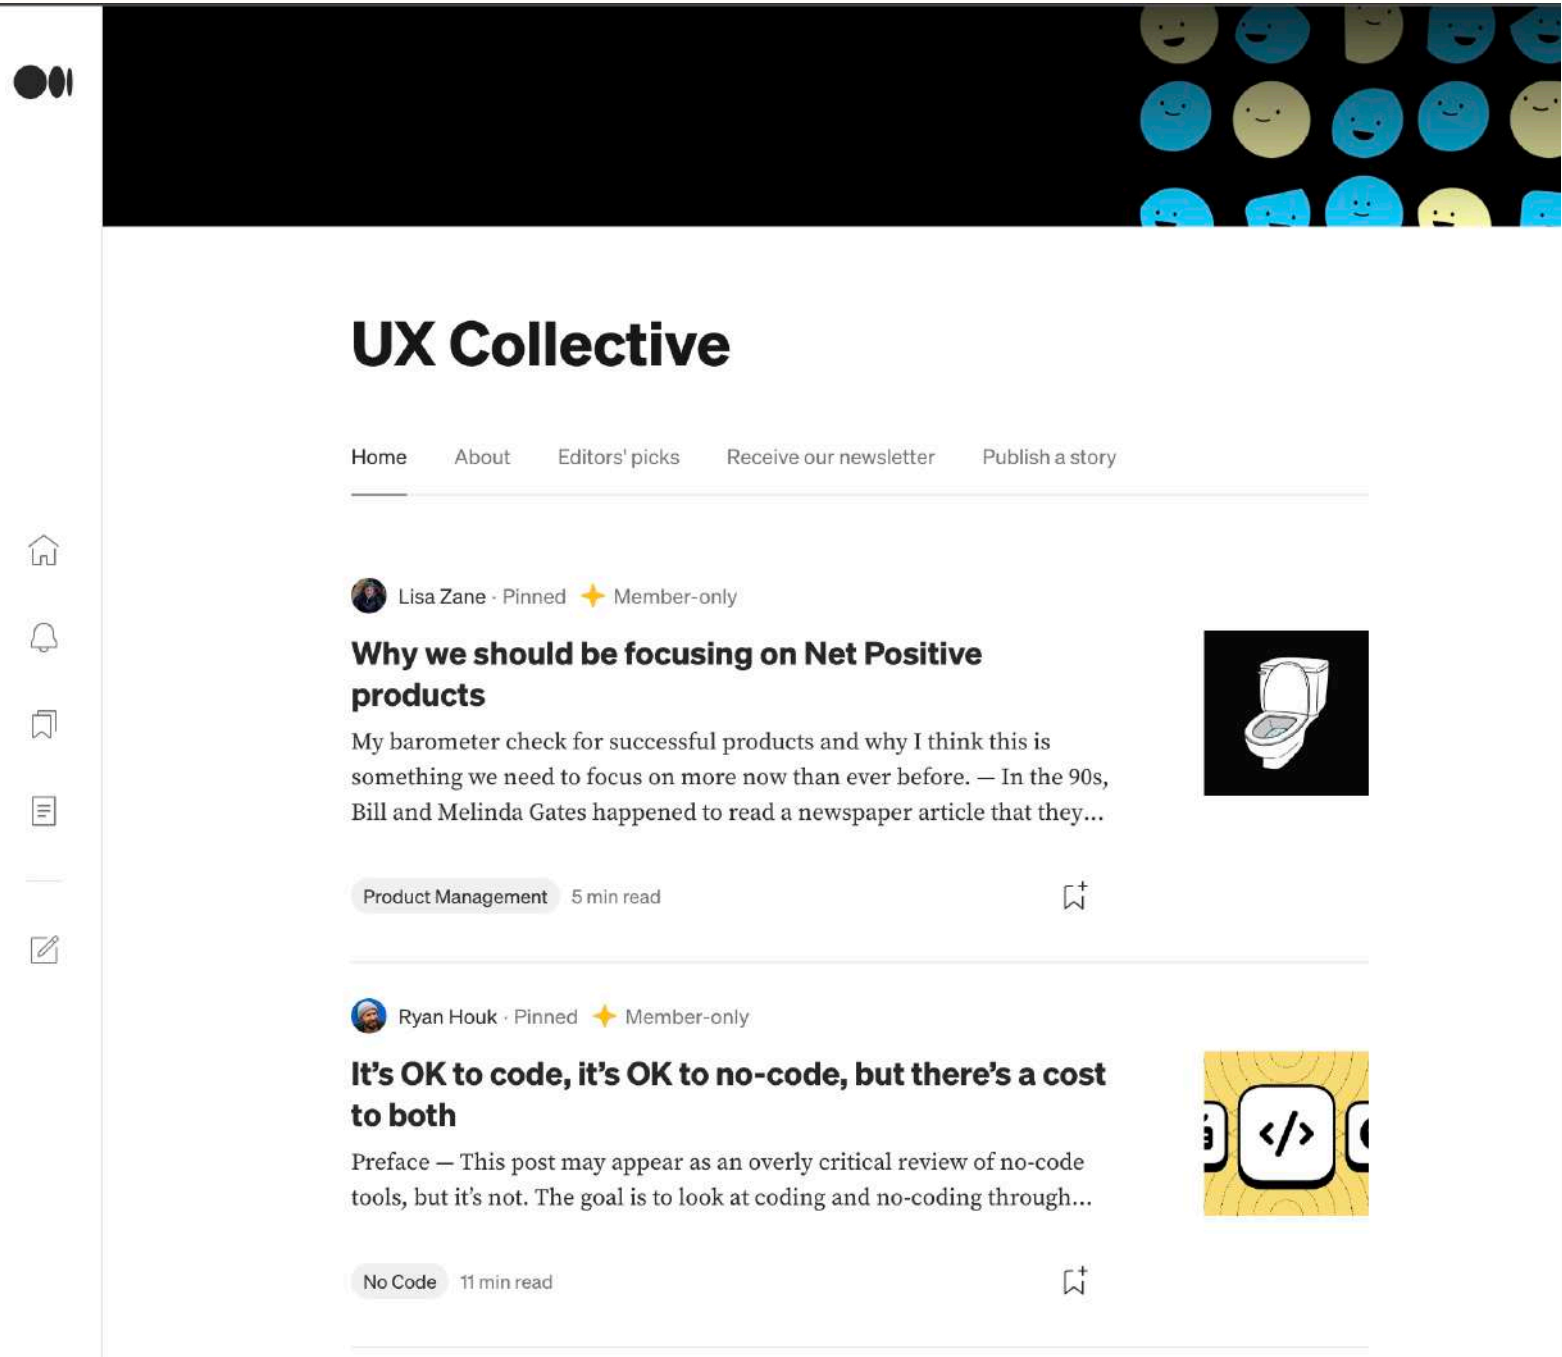 UX Collective
Home About Editors' picks Receive our newsletter Publish a story
Lisa Zane · Pinned Member-only
Why we should be focusing on Net Positive
products
My barometer check for successful products and why I think this is
something we need to focus on more now than ever before. — In the 90s,
Bill and Melinda Gates happened to read a newspaper article that they...
Product Management 5 min read
Ryan Houk · Pinned Member-only
It’s OK to code, it’s OK to no-code, but there’s a cost
to both
Preface — This post may appear as an overly critical review of no-code
tools, but it’s not. The goal is to look at coding and no-coding through...
</>
No Code 11 min read